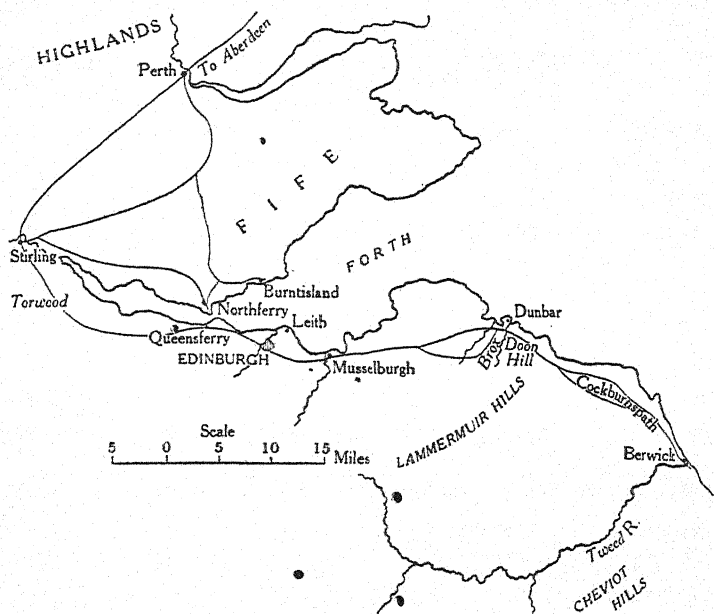 HIGHLANDS
To Aberdeen
Perth
FIFE
FORTH
Stirling
Torwood
Burntisland
Northferry
Leith
Queensferry
EDINBURGH
Musselburgh
Dunbar
Brox
Doon
Hill
Cockburnspath
LAMMERMUIR HILLS
Berwick
Scale
5 0 5 10 15 Miles
Tweed R.
CHEVIOT
HILLS